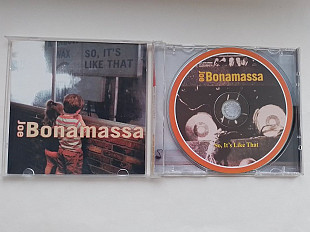 SO, IT'S
LIKE THAT
joe
Bonamassa
joe
Bonamassa
So, It's Like That